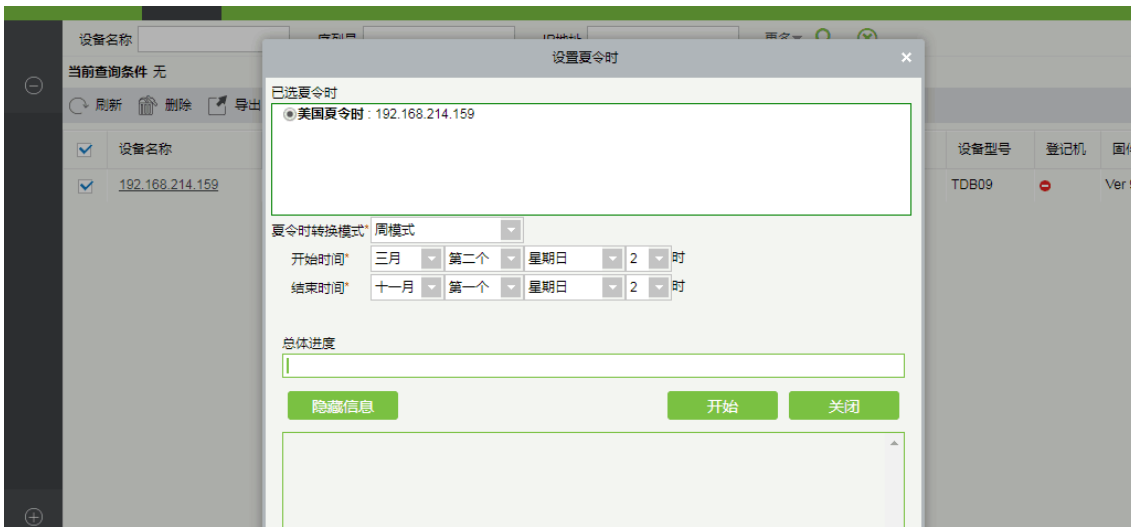 设备名称
更多
设置夏令时
×
当前查询条件 无
刷新 删除 导出
已选夏令时
美国夏令时 : 192.168.214.159
设备名称 设备型号 登记机
192.168.214.159 TDB09 Ver
夏令时转换模式* 周模式
开始时间* 三月 第二个 星期日 2 时
结束时间* 十一月 第一个 星期日 2 时
总体进度
隐藏信息 开始 关闭